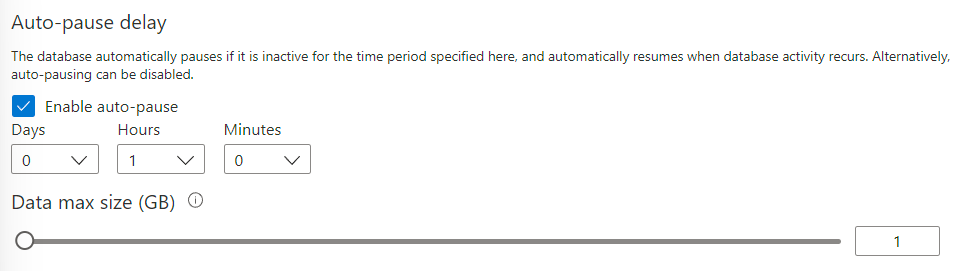 Auto-pause delay
The database automatically pauses if it is inactive for the time period specified here, and automatically resumes when database activity recurs. Alternatively,
auto-pausing can be disabled.
Enable auto-pause
Days Hours Minutes
0 1 0
Data max size (GB)
1